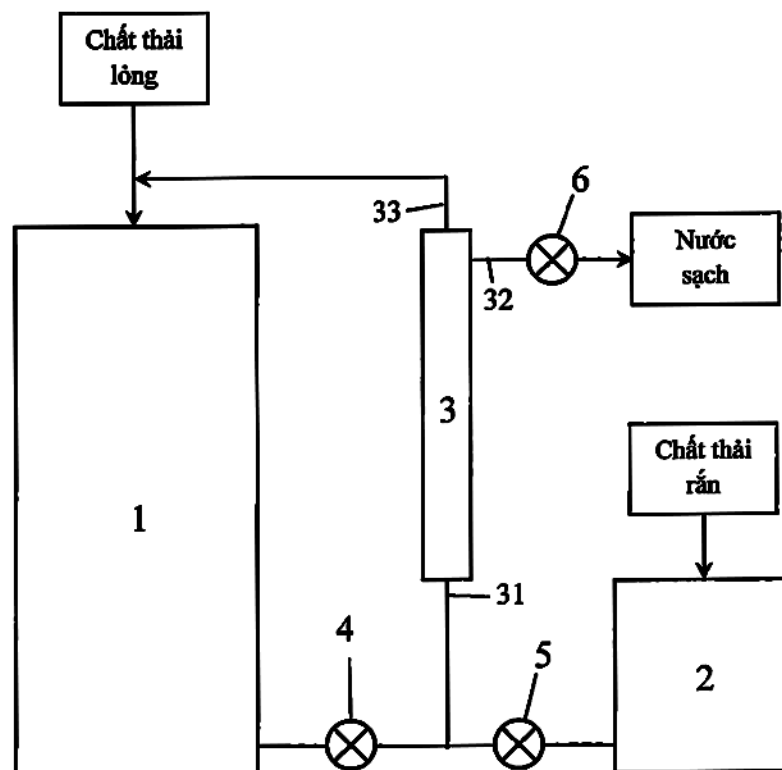 Chất thải
lỏng
33
6
Nước
sạch
32
3
Chất thải
rắn
1
31
4
5
2